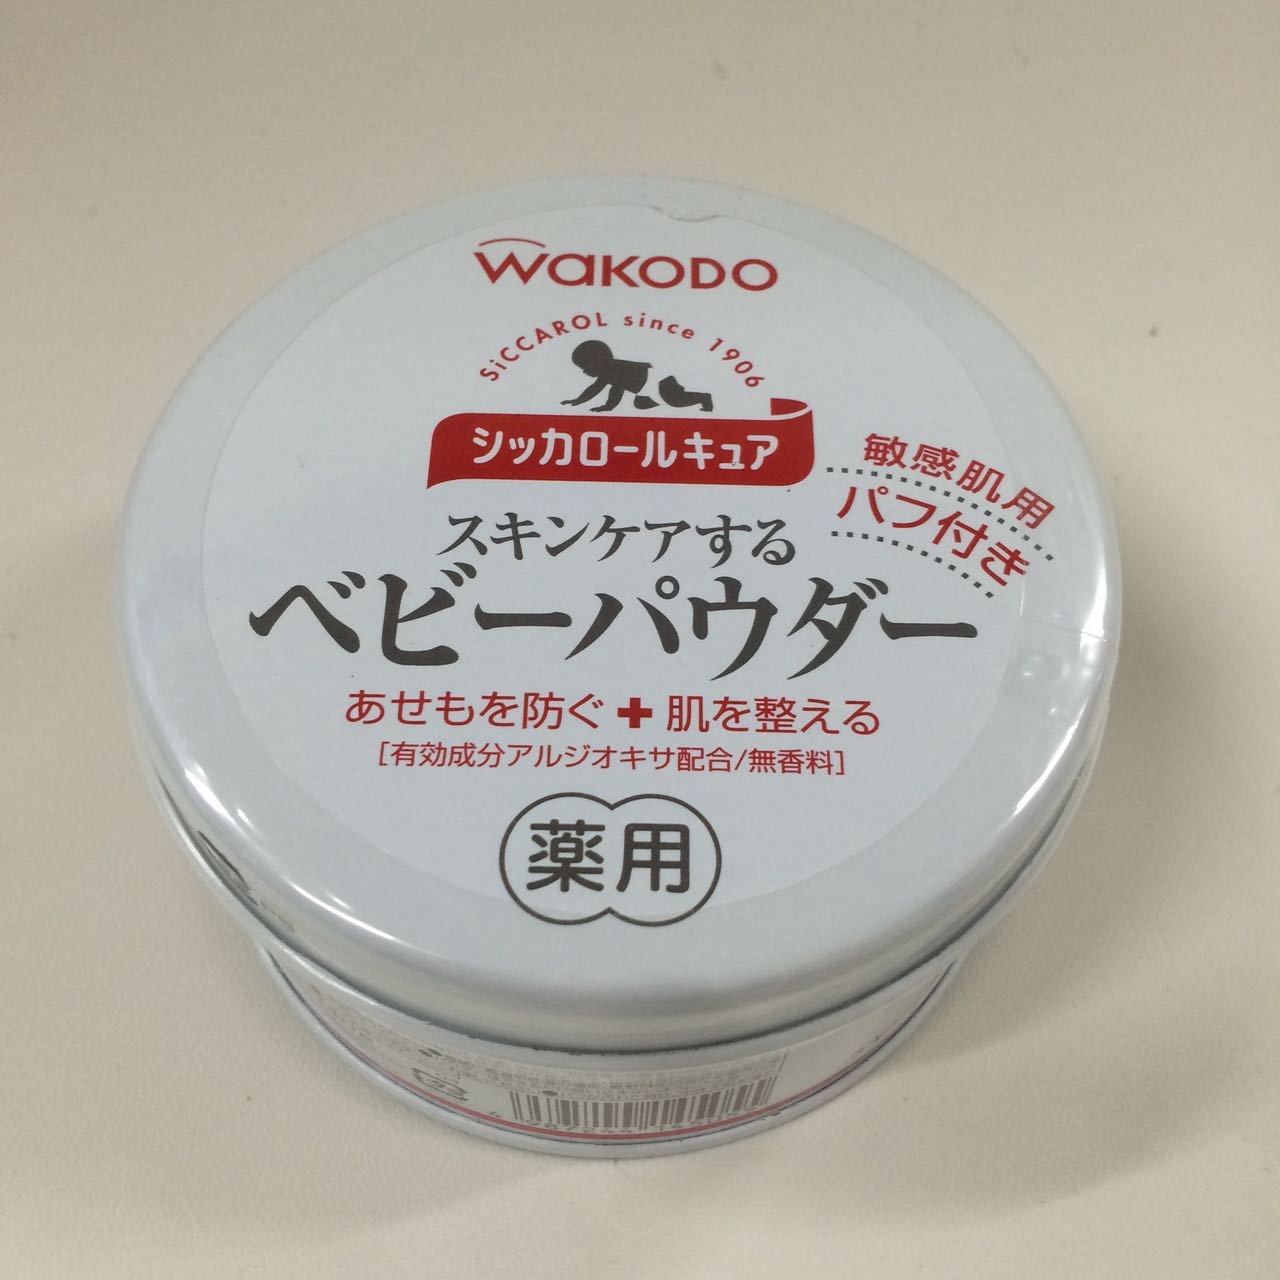 WAKODO
SiCCAROL since 1906
シッカロールキュア
敏感肌用
パフ付き
スキンケアする
ベビーパウダー
あせもを防ぐ✚肌を整える
[有効成分アルジオキサ配合/無香料]
薬用